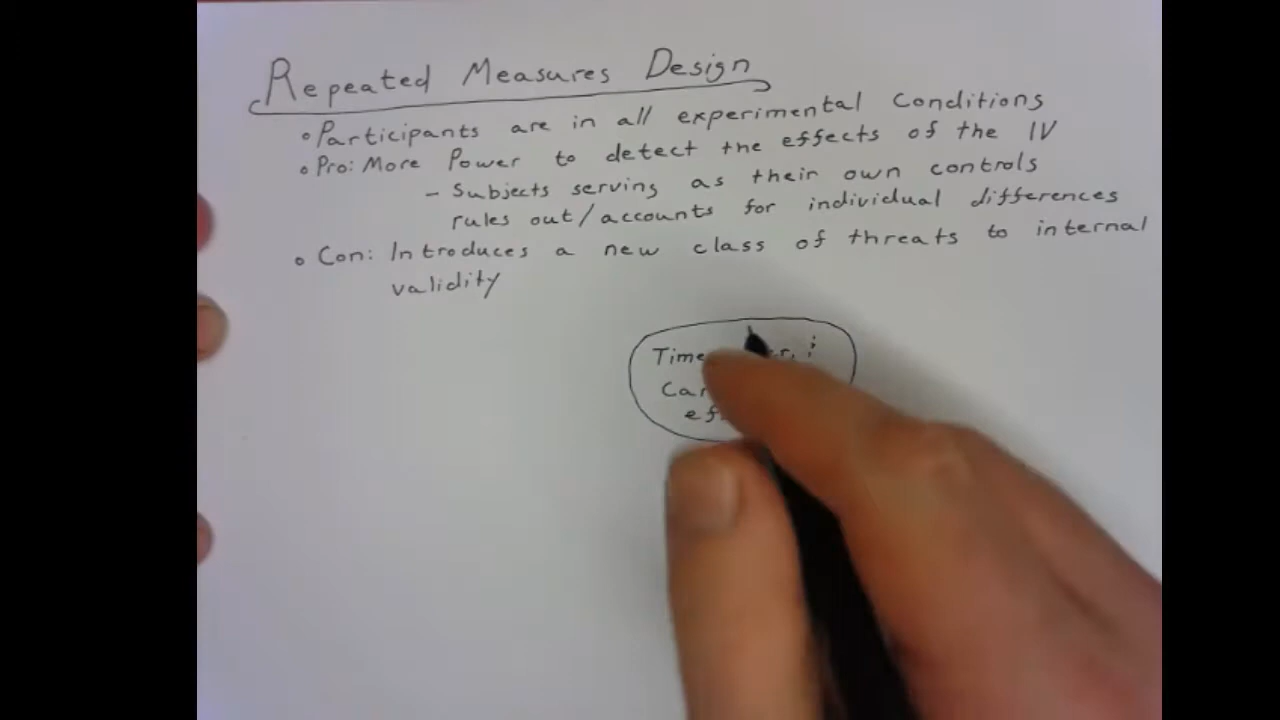 Repeated Measures Design
• Participants are in all experimental Conditions
• Pro: More Power to detect the effects of the IV
- Subjects serving as their own controls
rules out/accounts for individual differences
• Con: Introduces a new class of threats to internal
validity
Time